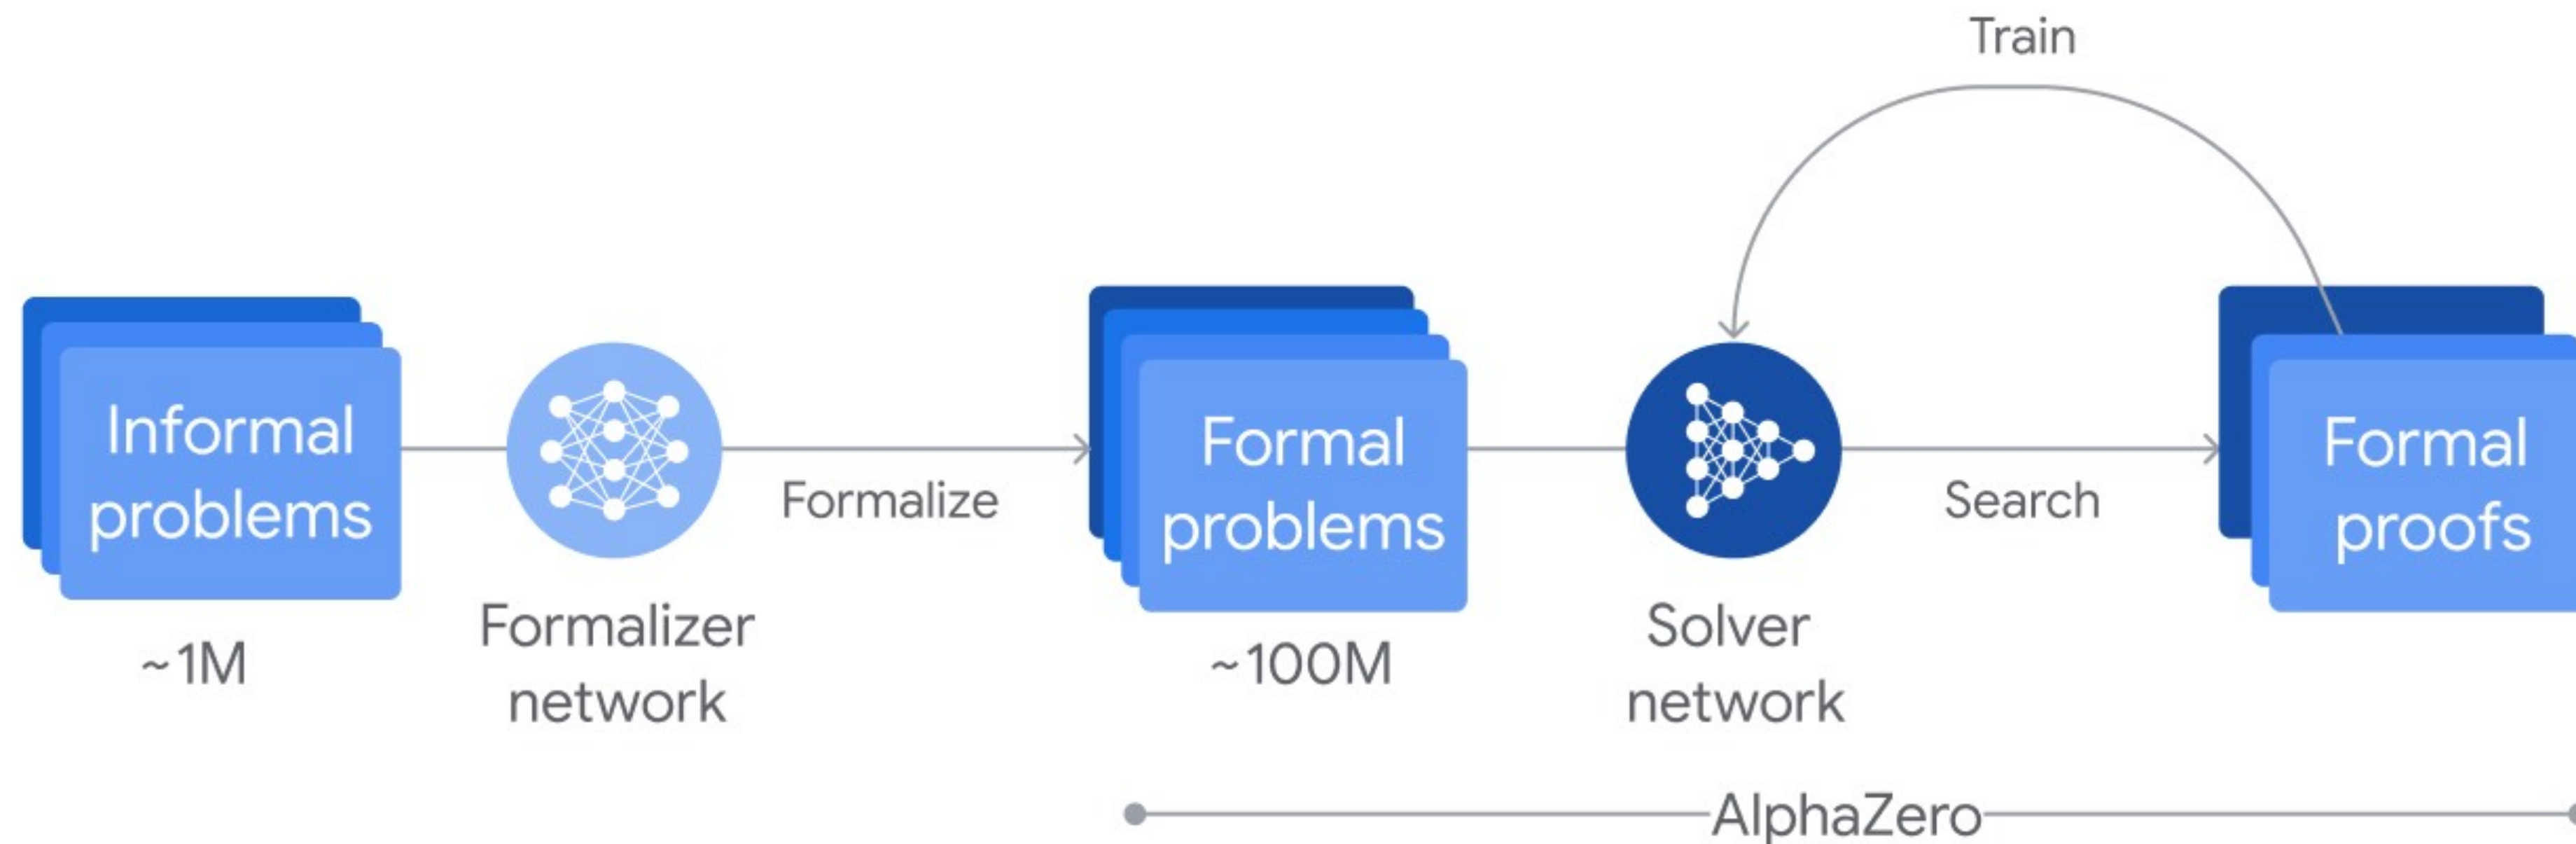 Train
Informal
problems
~1M
Formalizer
network
Formalize
Formal
problems
~100M
Solver
network
Search
Formal
proofs
AlphaZero